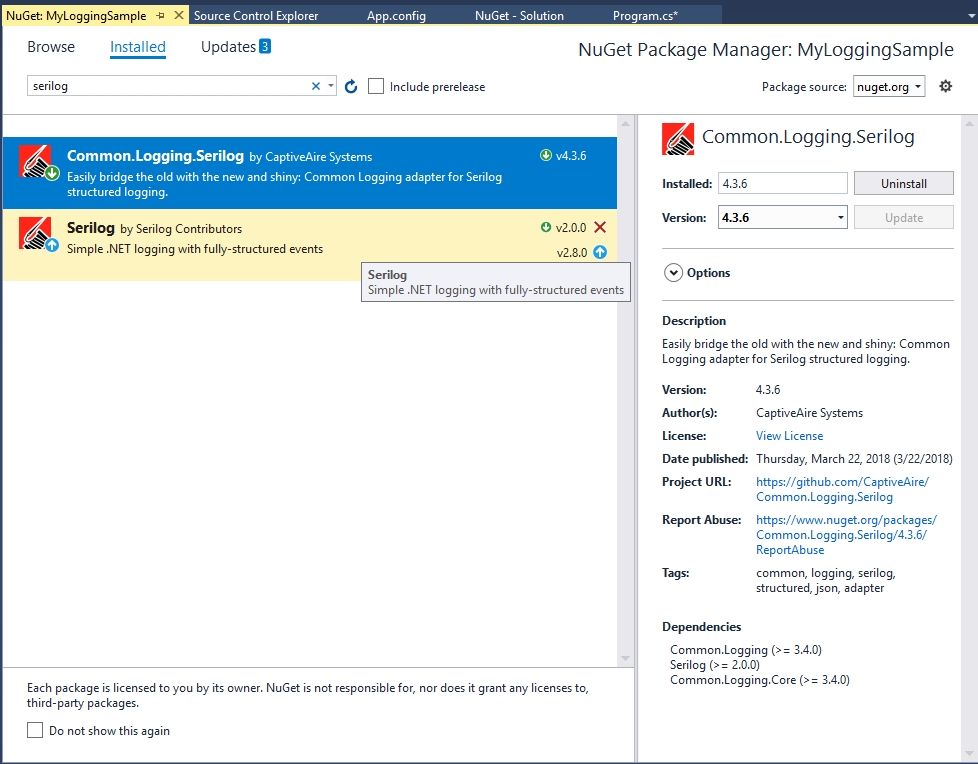 NuGet: MyLoggingSample
Source Control Explorer
App.config
NuGet - Solution
Program.cs*
Browse
Installed
Updates 3
NuGet Package Manager: MyLoggingSample
serilog
Include prerelease
Package source: nuget.org
Common.Logging.Serilog by CaptiveAire Systems
v4.3.6
Easily bridge the old with the new and shiny: Common Logging adapter for Serilog
structured logging.
Serilog by Serilog Contributors
v2.0.0
Simple .NET logging with fully-structured events
v2.8.0
Serilog
Simple .NET logging with fully-structured events
Each package is licensed to you by its owner. NuGet is not responsible for, nor does it grant any licenses to,
third-party packages.
Do not show this again
Common.Logging.Serilog
Installed: 4.3.6 Uninstall
Version: 4.3.6 Update
Options
Description
Easily bridge the old with the new and shiny: Common
Logging adapter for Serilog structured logging.
Version: 4.3.6
Author(s): CaptiveAire Systems
License: View License
Date published: Thursday, March 22, 2018 (3/22/2018)
Project URL: https://github.com/CaptiveAire/
Common.Logging.Serilog
Report Abuse: https://www.nuget.org/packages/
Common.Logging.Serilog/4.3.6/
ReportAbuse
Tags: common, logging, serilog,
structured, json, adapter
Dependencies
Common.Logging (>= 3.4.0)
Serilog (>= 2.0.0)
Common.Logging.Core (>= 3.4.0)